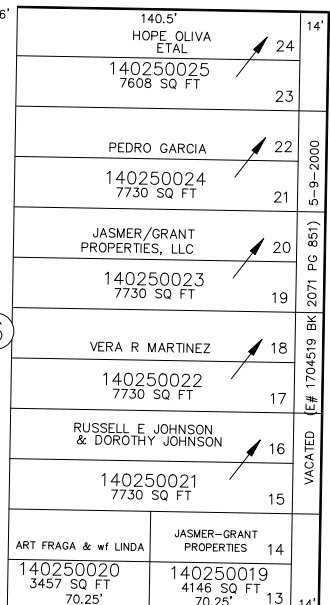 6'
140.5'
14'
HOPE OLIVA
ETAL
24
140250025
7608 SQ FT
23
PEDRO GARCIA
22
140250024
7730 SQ FT
21
JASMER/GRANT
PROPERTIES, LLC
20
140250023
7730 SQ FT
19
VERA R MARTINEZ
18
140250022
7730 SQ FT
17
RUSSELL E JOHNSON
& DOROTHY JOHNSON
16
140250021
7730 SQ FT
15
VACATED (E# 1704519 BK 2071 PG 851) 5-9-2000
ART FRAGA & wf LINDA
140250020
3457 SQ FT
70.25'
JASMER-GRANT
PROPERTIES
14
140250019
4146 SQ FT
13
70.25'
14'